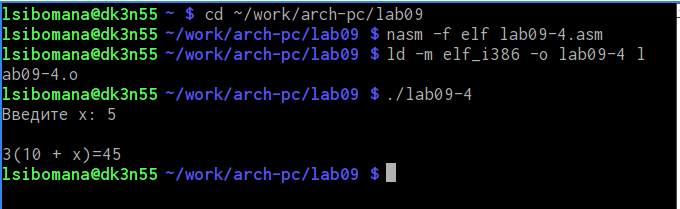 lsibomana@dk3n55 ~ $ cd ~/work/arch-pc/lab09
lsibomana@dk3n55 ~/work/arch-pc/lab09 $ nasm -f elf lab09-4.asm
lsibomana@dk3n55 ~/work/arch-pc/lab09 $ ld -m elf_i386 -o lab09-4 l
ab09-4.o
lsibomana@dk3n55 ~/work/arch-pc/lab09 $ ./lab09-4
Введите x: 5
3(10 + x)=45
lsibomana@dk3n55 ~/work/arch-pc/lab09 $